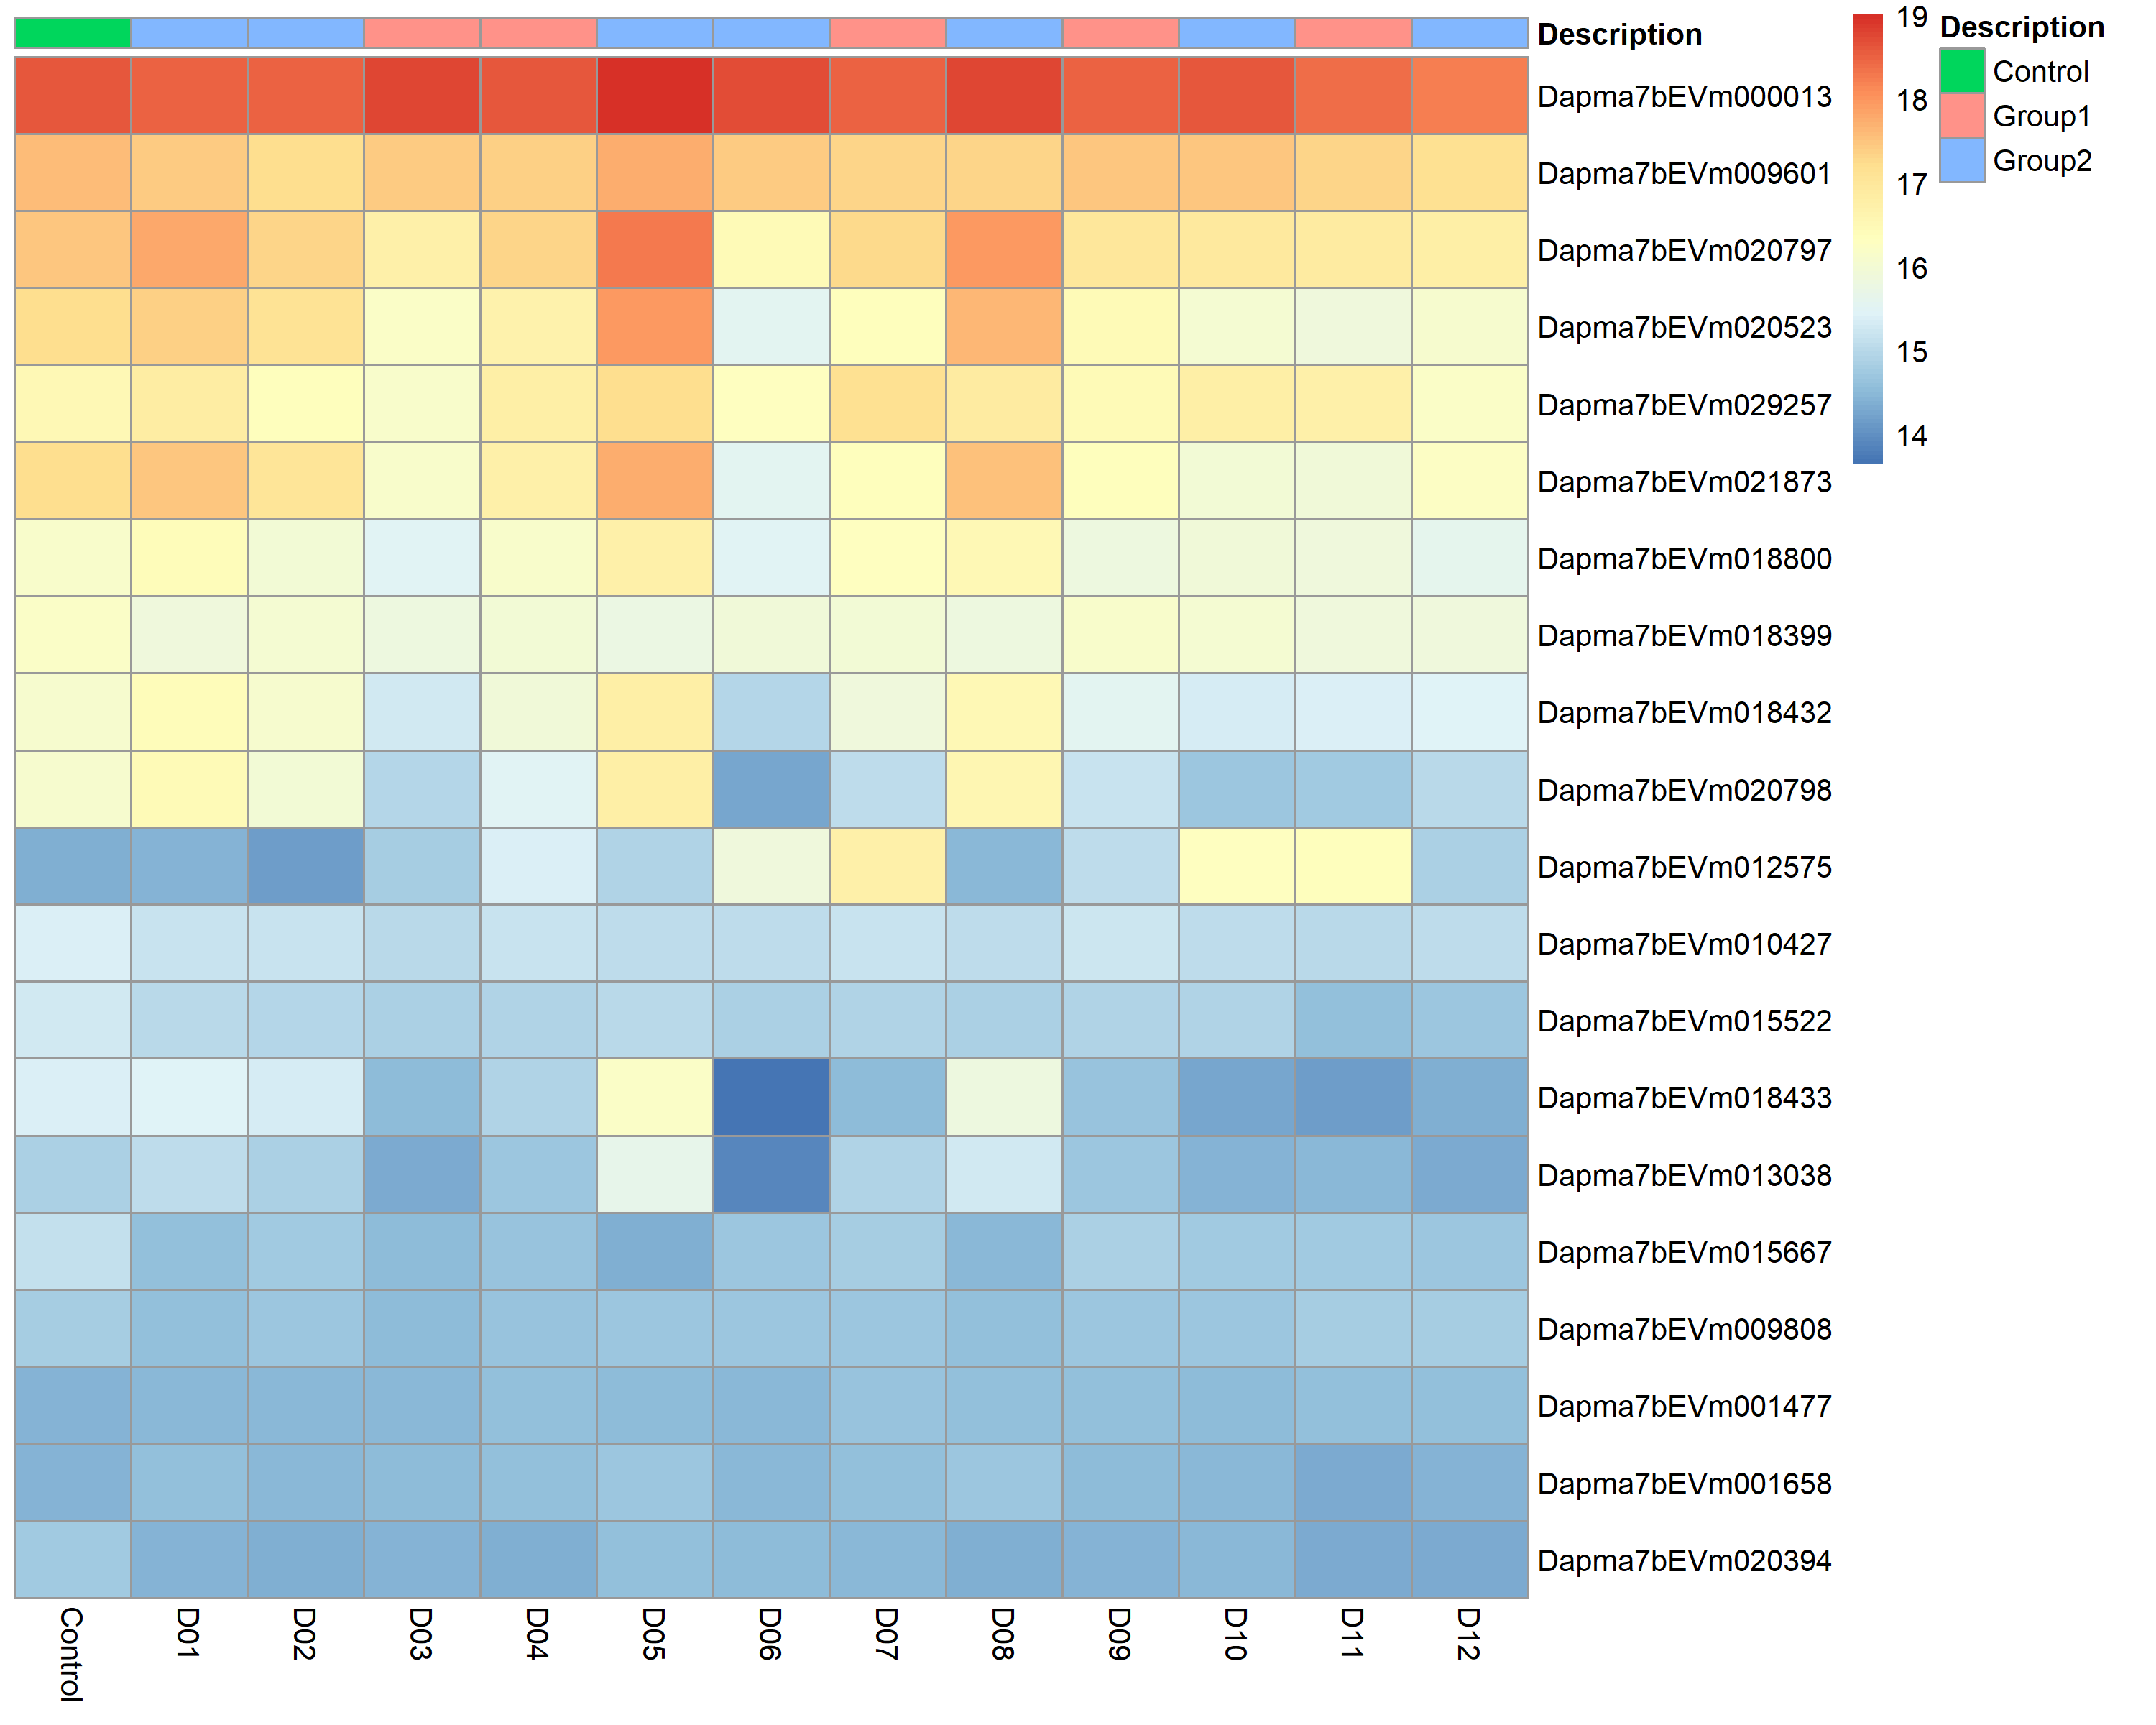 Description
Dapma7bEVm000013
Dapma7bEVm009601
Dapma7bEVm020797
Dapma7bEVm020523
Dapma7bEVm029257
Dapma7bEVm021873
Dapma7bEVm018800
Dapma7bEVm018399
Dapma7bEVm018432
Dapma7bEVm020798
Dapma7bEVm012575
Dapma7bEVm010427
Dapma7bEVm015522
Dapma7bEVm018433
Dapma7bEVm013038
Dapma7bEVm015667
Dapma7bEVm009808
Dapma7bEVm001477
Dapma7bEVm001658
Dapma7bEVm020394
Control
D01
D02
D03
D04
D05
D06
D07
D08
D09
D10
D11
D12
19
18
17
16
15
14
Description
Control
Group1
Group2